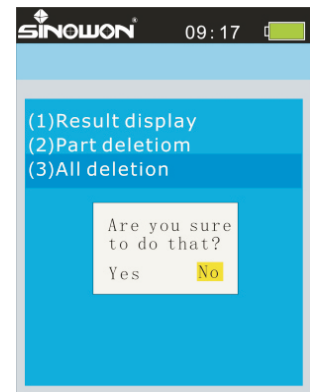 SINOWON 09:17
(1)Result display
(2)Part deletiom
(3)All deletion
Are you sure
to do that?
Yes No